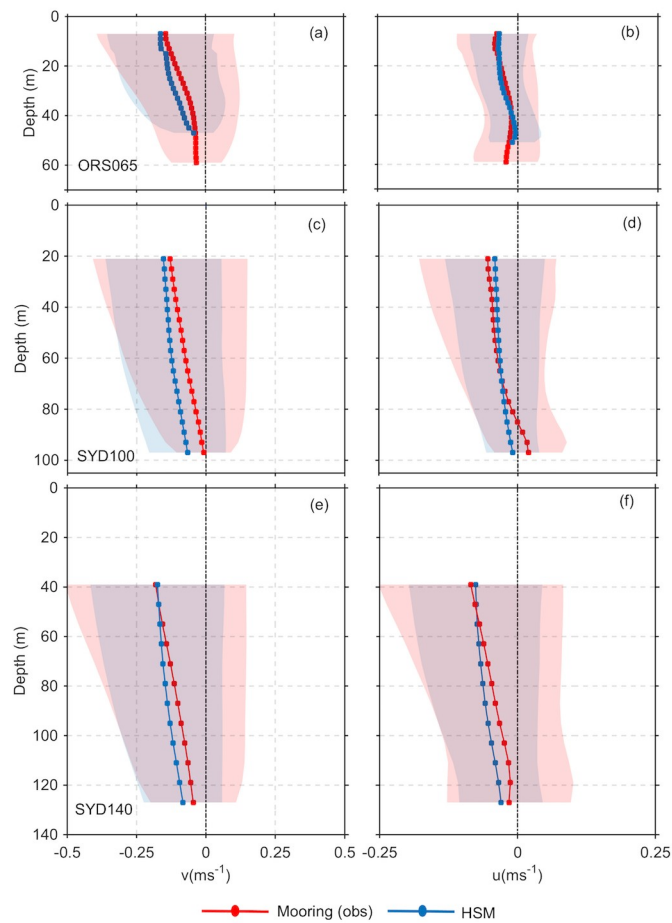 0
20
40
60
Depth (m)
(a)
ORS065
(b)
0
20
40
60
80
100
Depth (m)
(c)
SYD100
(d)
0
20
40
60
80
100
120
140
Depth (m)
(e)
SYD140
(f)
-0.5 -0.25 0 0.25 0.5
-0.25 0 0.25
v(ms-1) u(ms-1)
Mooring (obs) HSM